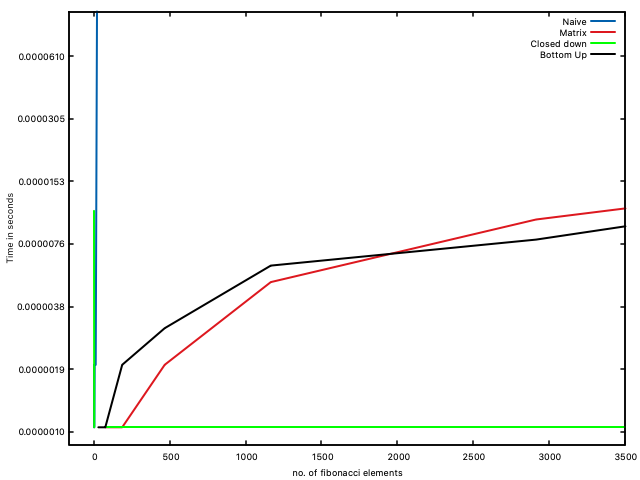 Naive
Matrix
Closed down
Bottom Up
0.0000610
0.0000305
0.0000153
0.0000076
0.0000038
0.0000019
0.0000010
Time in seconds
0 500 1000 1500 2000 2500 3000 3500
no. of fibonacci elements